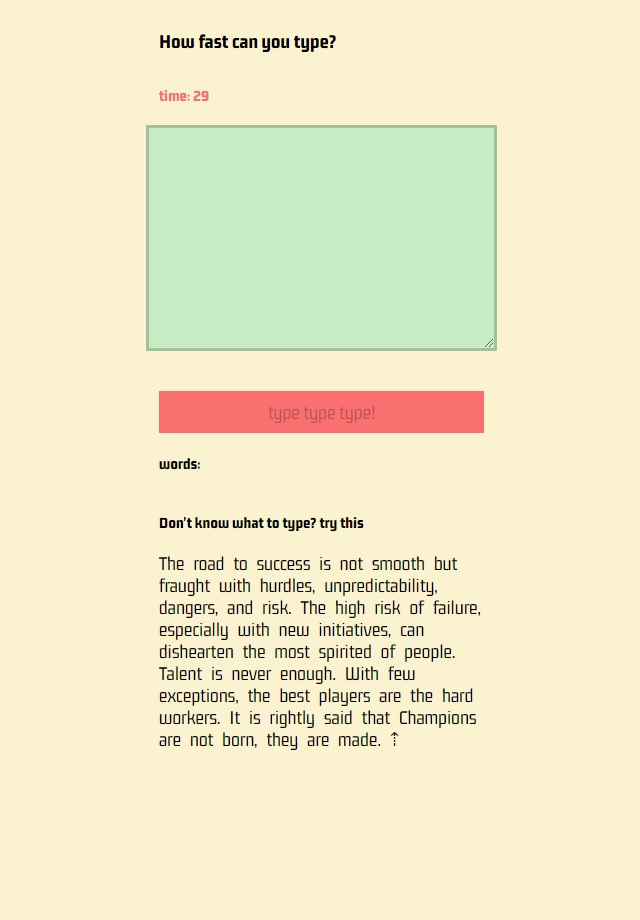 How fast can you type?
time: 29
type type type!
words:
Don't know what to type? try this
The road to success is not smooth but
fraught with hurdles, unpredictability,
dangers, and risk. The high risk of failure,
especially with new initiatives, can
dishearten the most spirited of people.
Talent is never enough. With few
exceptions, the best players are the hard
workers. It is rightly said that Champions
are not born, they are made. ⇡